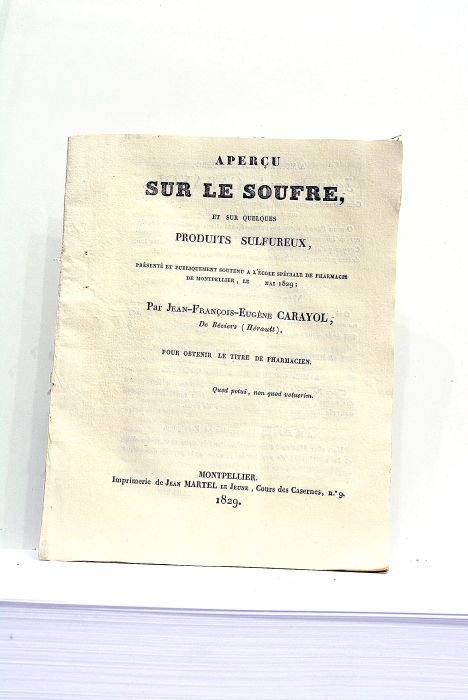 APERÇU
SUR LE SOUFRE,
ET SUR QUELQUES
PRODUITS SULFUREUX,
PRÉSENTÉ ET PUBLIQUEMENT SOUTENU A L'ÉCOLE SPÉCIALE DE PHARMACIE
DE MONTPELLIER, LE MAI 1829;
Par JEAN-FRANÇOIS-EUGÈNE CARAYOL,
De Béziers (Hérault).
POUR OBTENIR LE TITRE DE PHARMACIEN.
Quod potui, non quod voluerim.
MONTPELLIER.
Imprimerie de JEAN MARTEL LE JEUNE, Cours des Casernes, n.° 9.
1829.